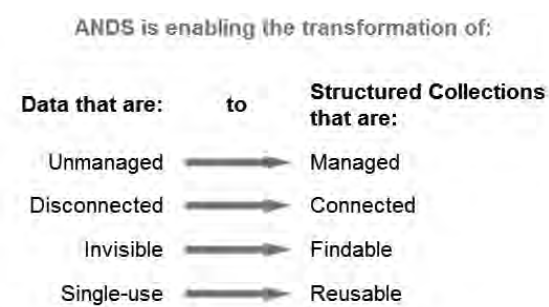 ANDS is enabling the transformation of:
Data that are: to Structured Collections
that are:
Unmanaged Managed
Disconnected Connected
Invisible Findable
Single-use Reusable